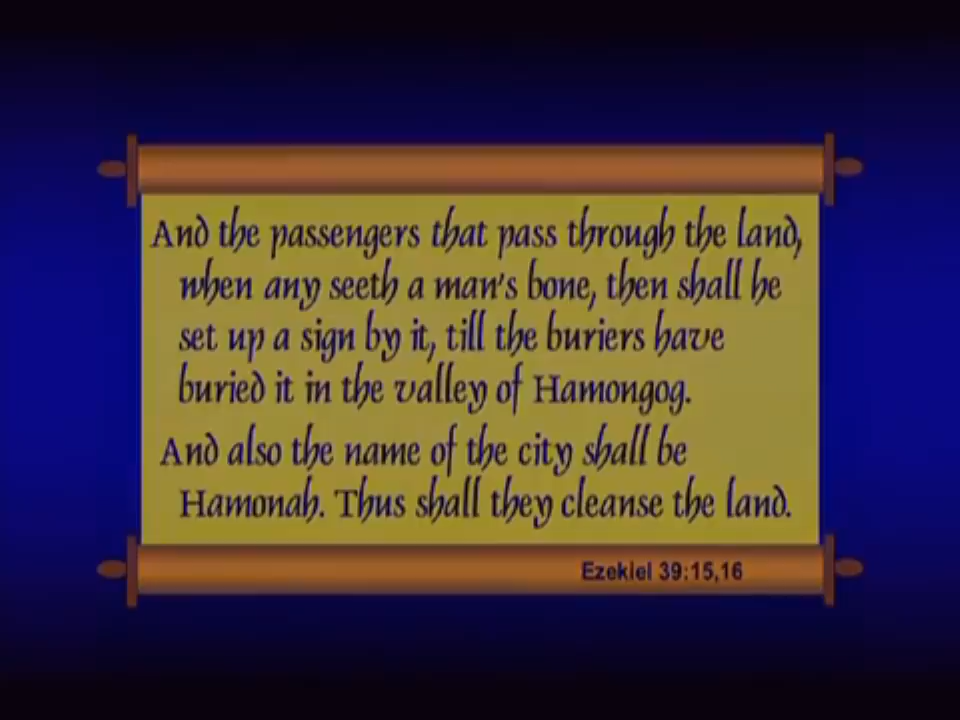 And the passengers that pass through the land,
when any seeth a man's bone, then shall he
set up a sign by it, till the buriers have
buried it in the valley of Hamongog.
And also the name of the city shall be
Hamonah. Thus shall they cleanse the land.
Ezekiel 39:15,16